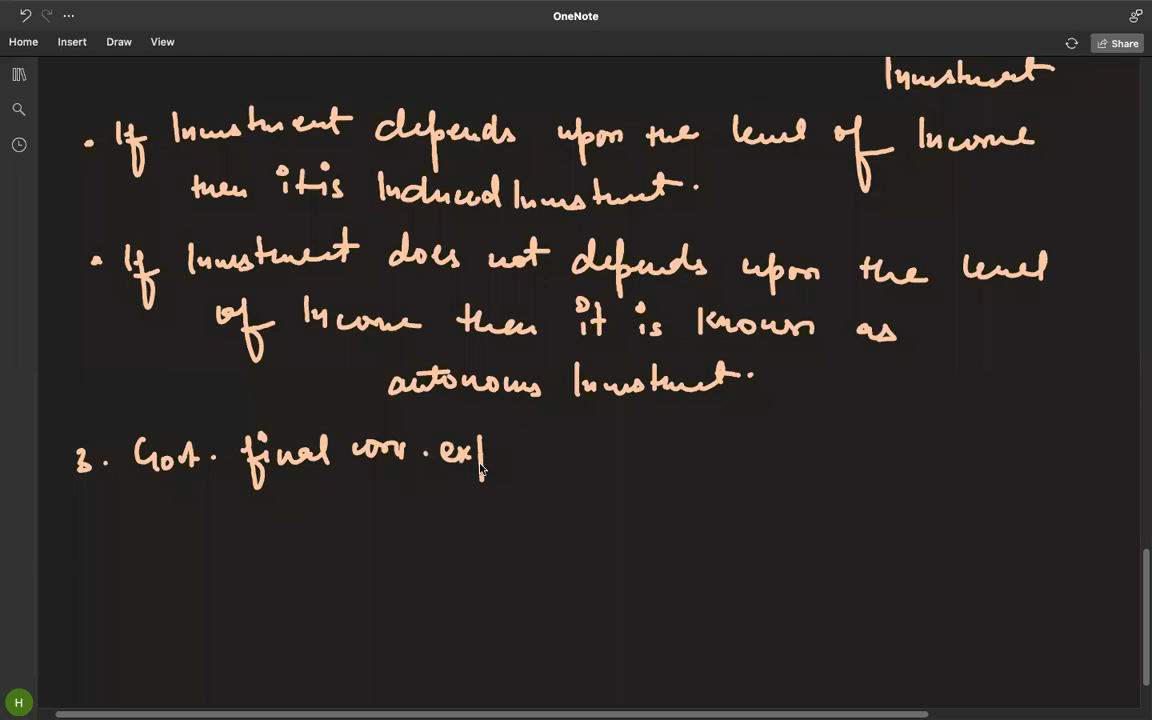 OneNote
Home Insert Draw View
Share
Investment
• If Investment depends upon the level of Income
then it is Induced Investment.
• If Investment does not depends upon the level
of Income then it is known as
autonoms Investment.
3. Govt. final con. exp
H